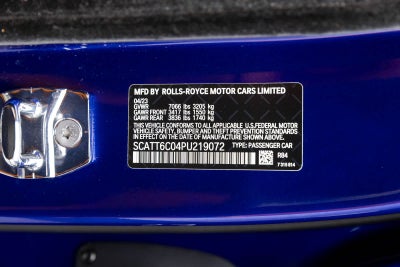 MFD BY ROLLS-ROYCE MOTOR CARS LIMITED
04/23
GVWR 7066 lbs 3205 kg
GAWR FRONT 3417 lbs 1550 kg
GAWR REAR 3836 lbs 1740 kg
THIS VEHICLE CONFORMS TO ALL APPLICABLE U.S. FEDERAL MOTOR
VEHICLE SAFETY, BUMPER AND THEFT PREVENTION STANDARDS
IN EFFECT ON THE DATE OF MANUFACTURE SHOWN ABOVE.
SCATT6C04PU219072 TYPE: PASSENGER CAR
R04